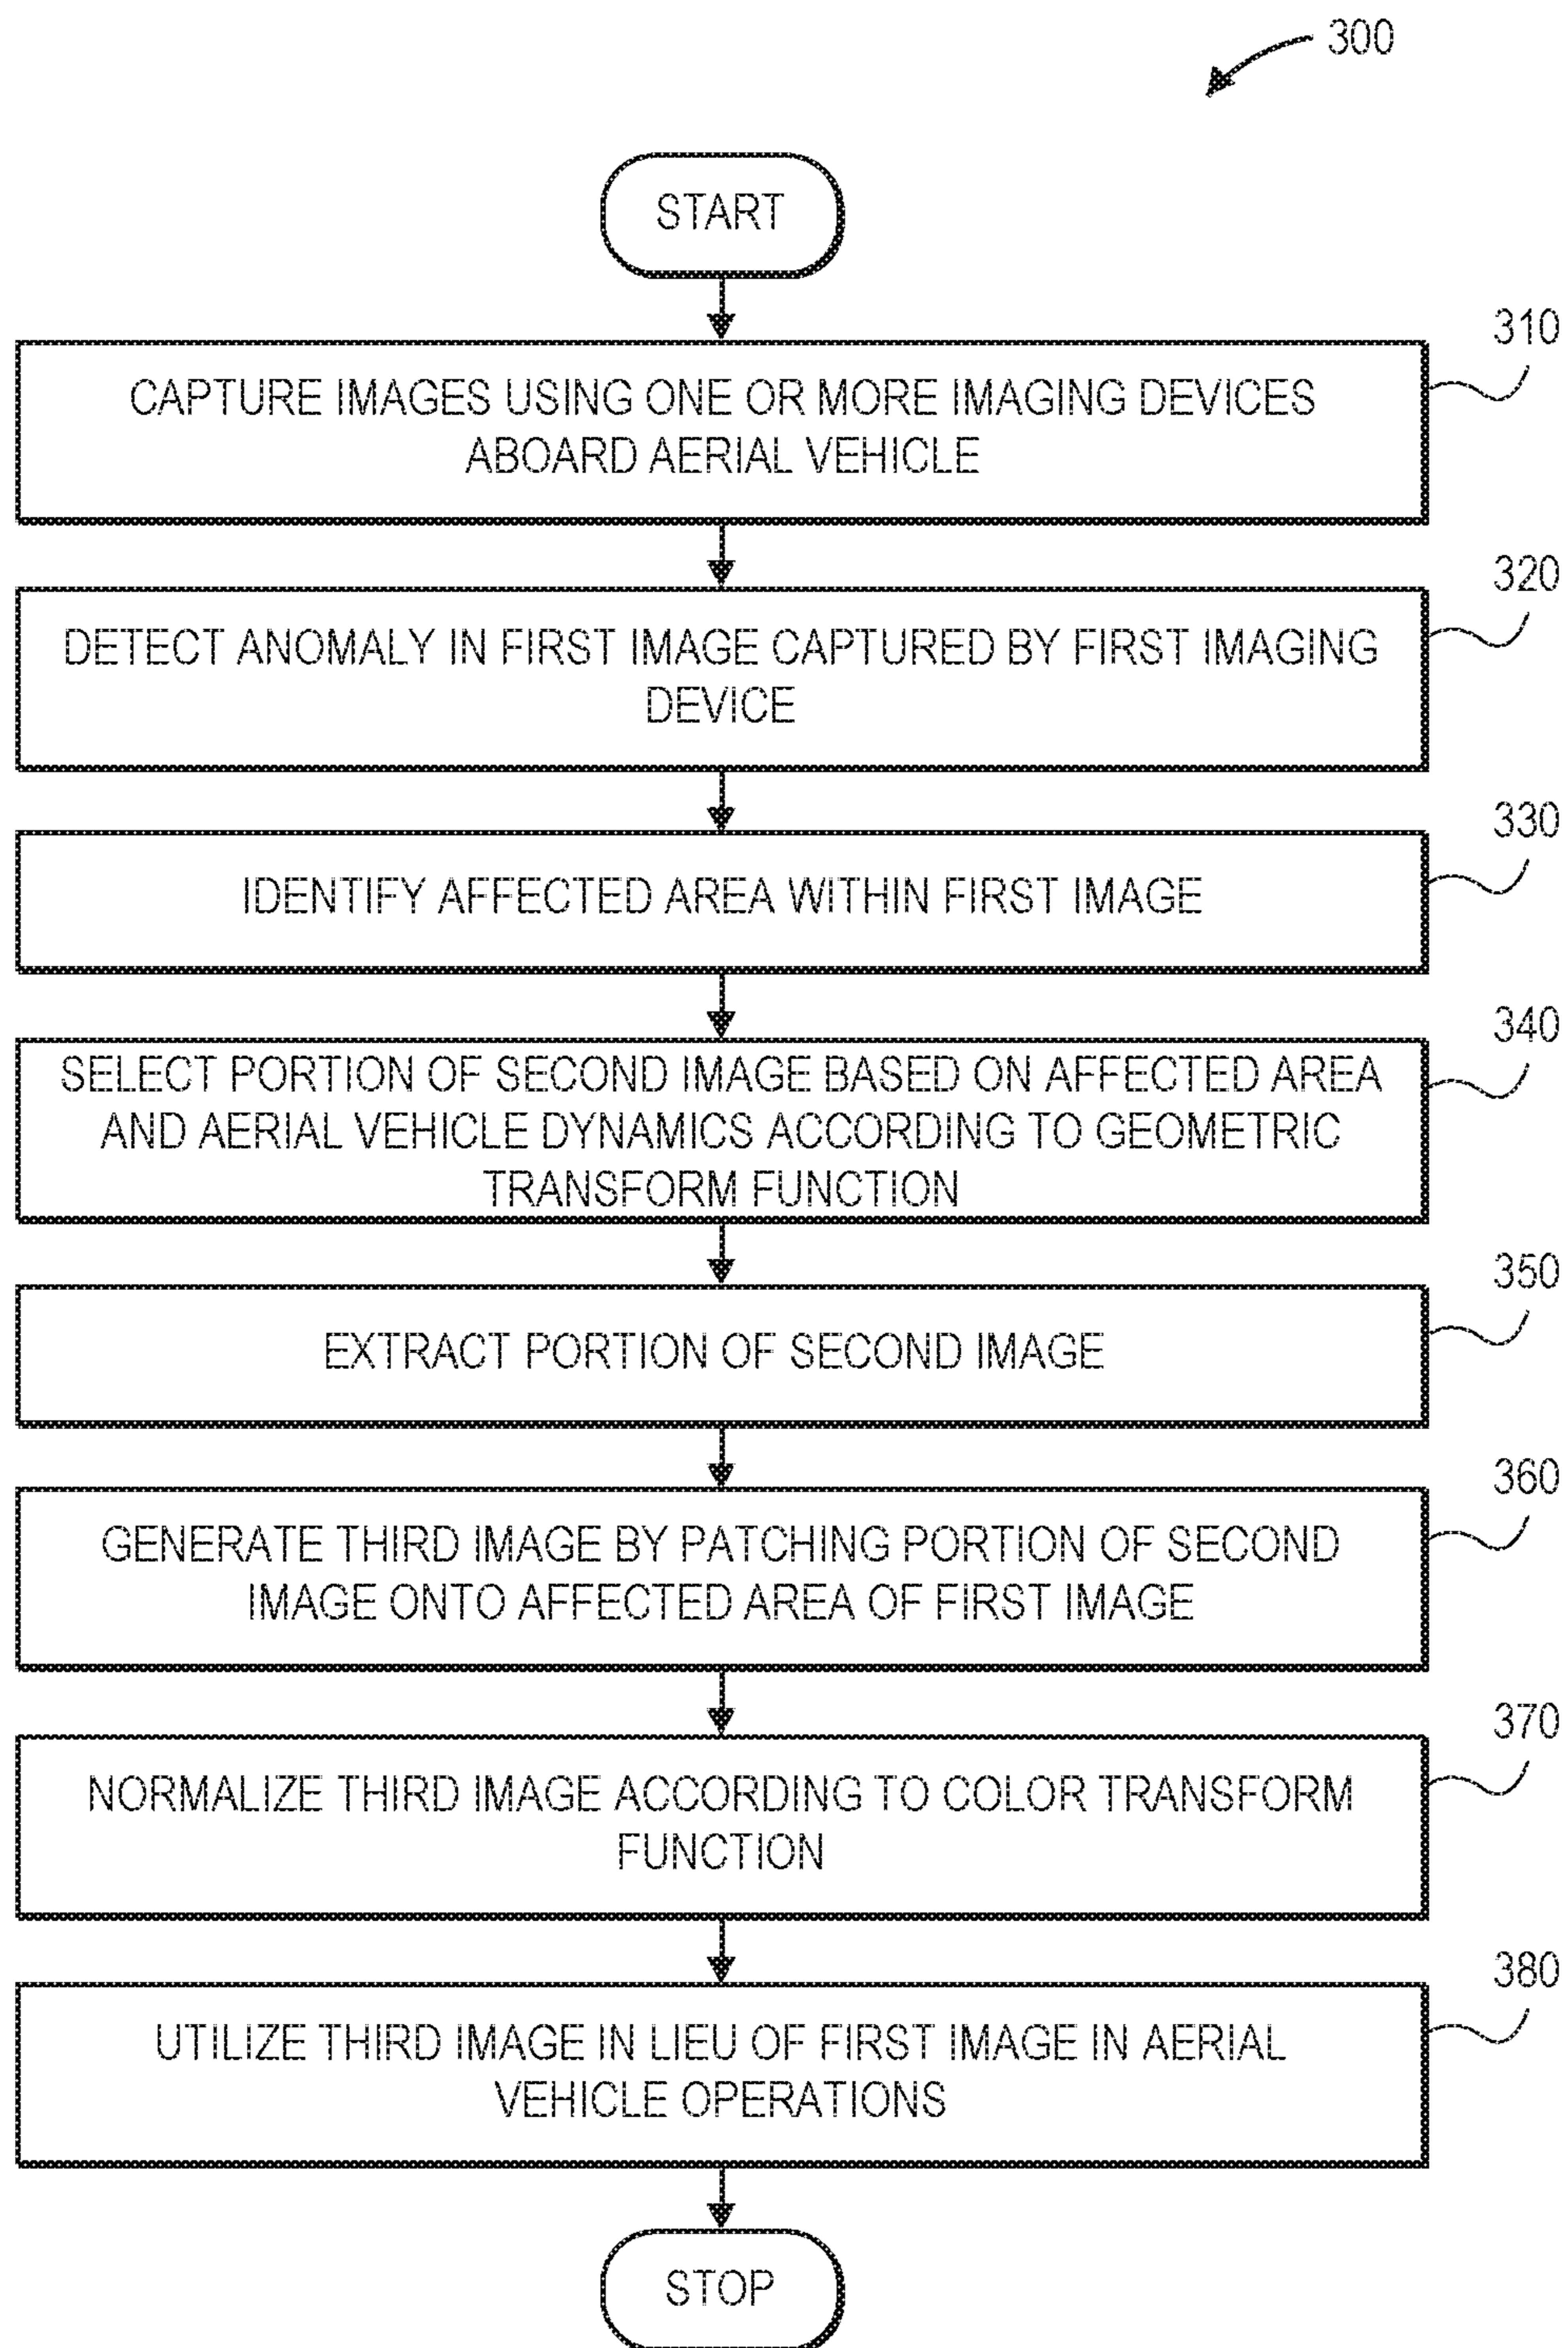 300
START
310
CAPTURE IMAGES USING ONE OR MORE IMAGING DEVICES
ABOARD AERIAL VEHICLE
320
DETECT ANOMALY IN FIRST IMAGE CAPTURED BY FIRST IMAGING
DEVICE
330
IDENTIFY AFFECTED AREA WITHIN FIRST IMAGE
340
SELECT PORTION OF SECOND IMAGE BASED ON AFFECTED AREA
AND AERIAL VEHICLE DYNAMICS ACCORDING TO GEOMETRIC
TRANSFORM FUNCTION
350
EXTRACT PORTION OF SECOND IMAGE
360
GENERATE THIRD IMAGE BY PATCHING PORTION OF SECOND
IMAGE ONTO AFFECTED AREA OF FIRST IMAGE
370
NORMALIZE THIRD IMAGE ACCORDING TO COLOR TRANSFORM
FUNCTION
380
UTILIZE THIRD IMAGE IN LIEU OF FIRST IMAGE IN AERIAL
VEHICLE OPERATIONS
STOP